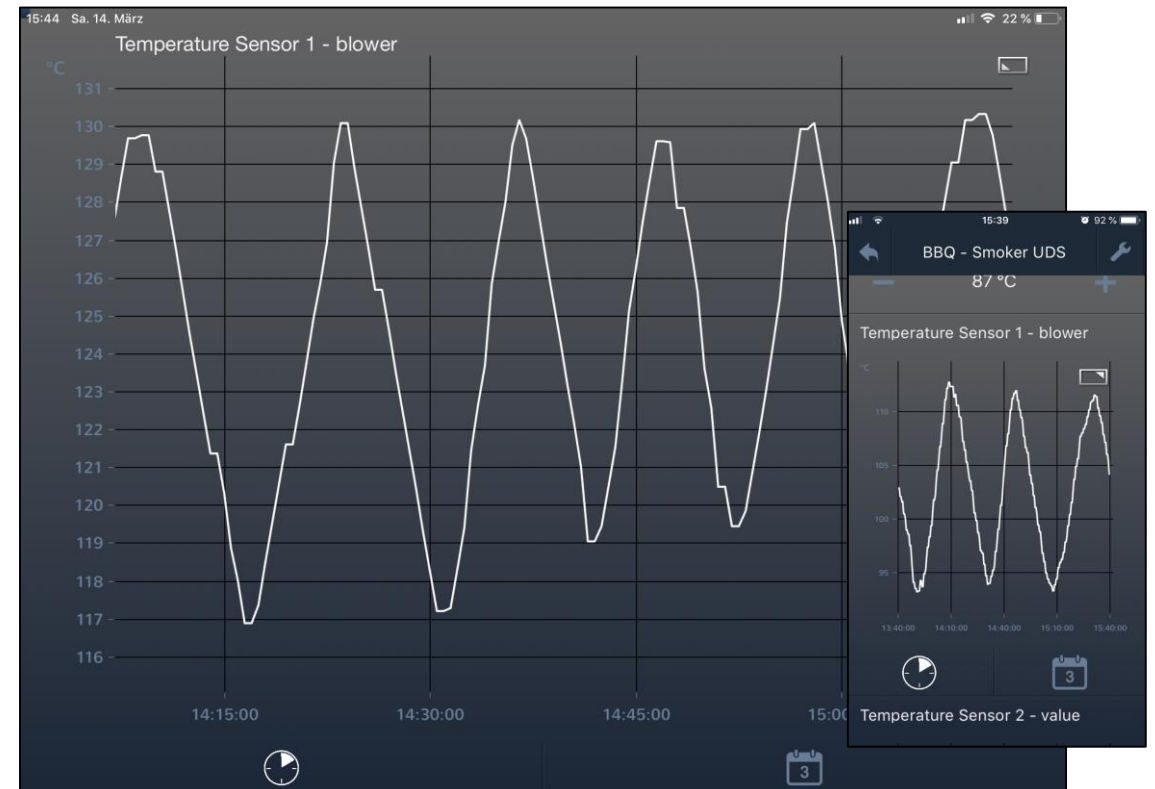 15:44 Sa. 14. März 22 %
Temperature Sensor 1 - blower
°C
131
130
129
128
127
126
125
124
123
122
121
120
119
118
117
116
14:15:00 14:30:00 14:45:00 15:00
3
15:39 92 %
BBQ - Smoker UDS
87 °C
Temperature Sensor 1 - blower
°C
110
105
100
95
13:40:00 14:10:00 14:40:00 15:10:00 15:40:00
3
Temperature Sensor 2 - value